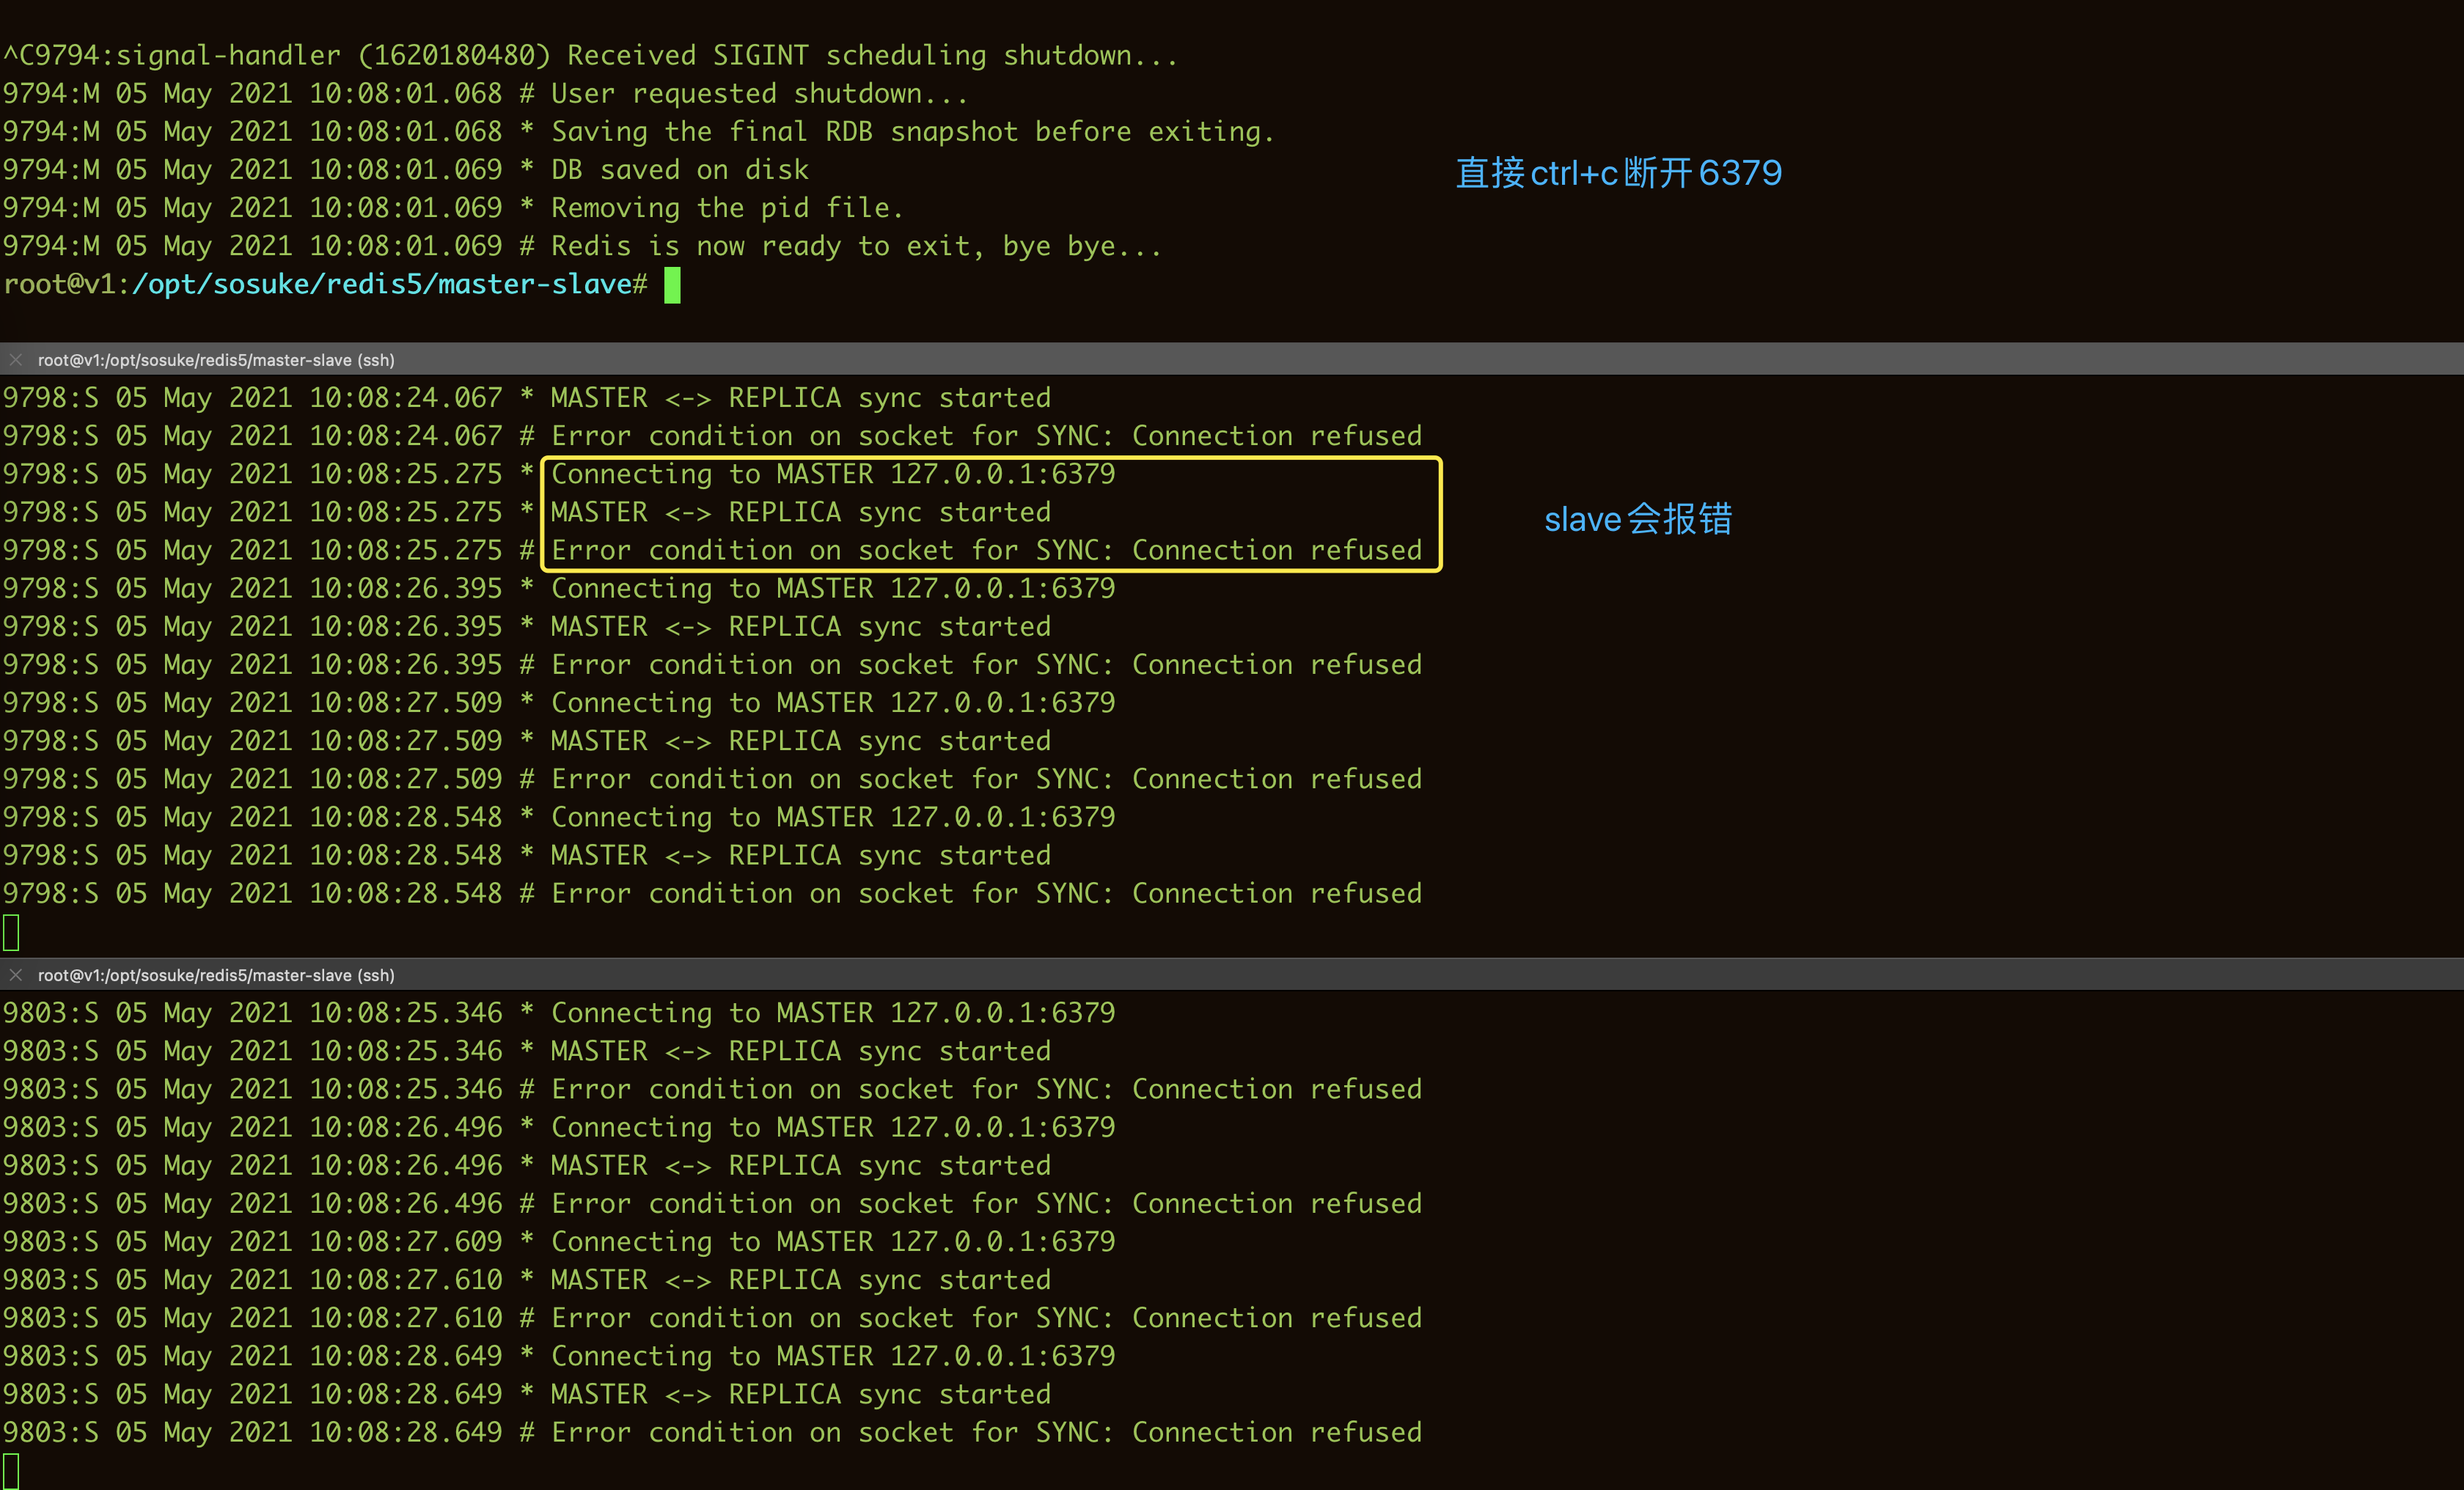 ^C9794:signal-handler (1620180480) Received SIGINT scheduling shutdown...
9794:M 05 May 2021 10:08:01.068 # User requested shutdown...
9794:M 05 May 2021 10:08:01.068 * Saving the final RDB snapshot before exiting.
9794:M 05 May 2021 10:08:01.069 * DB saved on disk
直接ctrl+c断开6379
9794:M 05 May 2021 10:08:01.069 * Removing the pid file.
9794:M 05 May 2021 10:08:01.069 # Redis is now ready to exit, bye bye...
root@v1:/opt/sosuke/redis5/master-slave#
root@v1:/opt/sosuke/redis5/master-slave (ssh)
9798:S 05 May 2021 10:08:24.067 * MASTER <-> REPLICA sync started
9798:S 05 May 2021 10:08:24.067 # Error condition on socket for SYNC: Connection refused
9798:S 05 May 2021 10:08:25.275 * Connecting to MASTER 127.0.0.1:6379
9798:S 05 May 2021 10:08:25.275 * MASTER <-> REPLICA sync started
slave会报错
9798:S 05 May 2021 10:08:25.275 # Error condition on socket for SYNC: Connection refused
9798:S 05 May 2021 10:08:26.395 * Connecting to MASTER 127.0.0.1:6379
9798:S 05 May 2021 10:08:26.395 * MASTER <-> REPLICA sync started
9798:S 05 May 2021 10:08:26.395 # Error condition on socket for SYNC: Connection refused
9798:S 05 May 2021 10:08:27.509 * Connecting to MASTER 127.0.0.1:6379
9798:S 05 May 2021 10:08:27.509 * MASTER <-> REPLICA sync started
9798:S 05 May 2021 10:08:27.509 # Error condition on socket for SYNC: Connection refused
9798:S 05 May 2021 10:08:28.548 * Connecting to MASTER 127.0.0.1:6379
9798:S 05 May 2021 10:08:28.548 * MASTER <-> REPLICA sync started
9798:S 05 May 2021 10:08:28.548 # Error condition on socket for SYNC: Connection refused
root@v1:/opt/sosuke/redis5/master-slave (ssh)
9803:S 05 May 2021 10:08:25.346 * Connecting to MASTER 127.0.0.1:6379
9803:S 05 May 2021 10:08:25.346 * MASTER <-> REPLICA sync started
9803:S 05 May 2021 10:08:25.346 # Error condition on socket for SYNC: Connection refused
9803:S 05 May 2021 10:08:26.496 * Connecting to MASTER 127.0.0.1:6379
9803:S 05 May 2021 10:08:26.496 * MASTER <-> REPLICA sync started
9803:S 05 May 2021 10:08:26.496 # Error condition on socket for SYNC: Connection refused
9803:S 05 May 2021 10:08:27.609 * Connecting to MASTER 127.0.0.1:6379
9803:S 05 May 2021 10:08:27.610 * MASTER <-> REPLICA sync started
9803:S 05 May 2021 10:08:27.610 # Error condition on socket for SYNC: Connection refused
9803:S 05 May 2021 10:08:28.649 * Connecting to MASTER 127.0.0.1:6379
9803:S 05 May 2021 10:08:28.649 * MASTER <-> REPLICA sync started
9803:S 05 May 2021 10:08:28.649 # Error condition on socket for SYNC: Connection refused